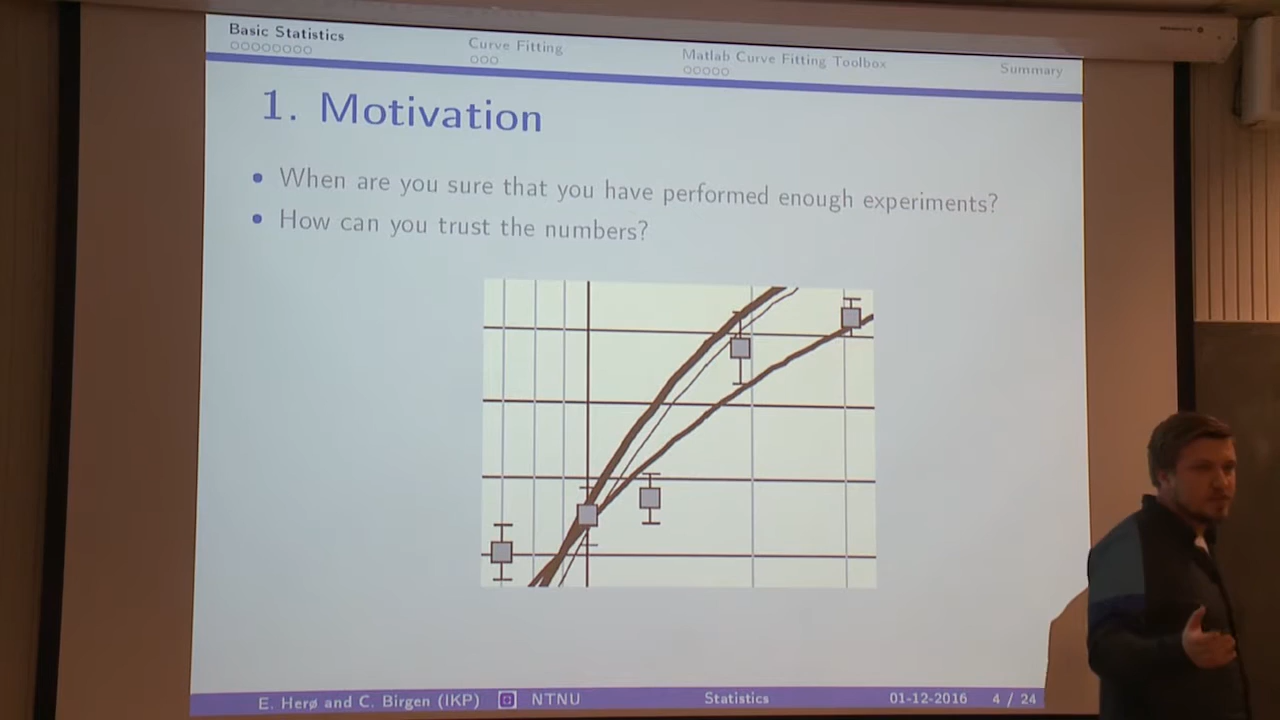 Basic Statistics
Curve Fitting
Matlab Curve Fitting Toolbox
Summary
1. Motivation
When are you sure that you have performed enough experiments?
How can you trust the numbers?
E. Herø and C. Birgen (IKP) NTNU Statistics 01-12-2016 4 / 24